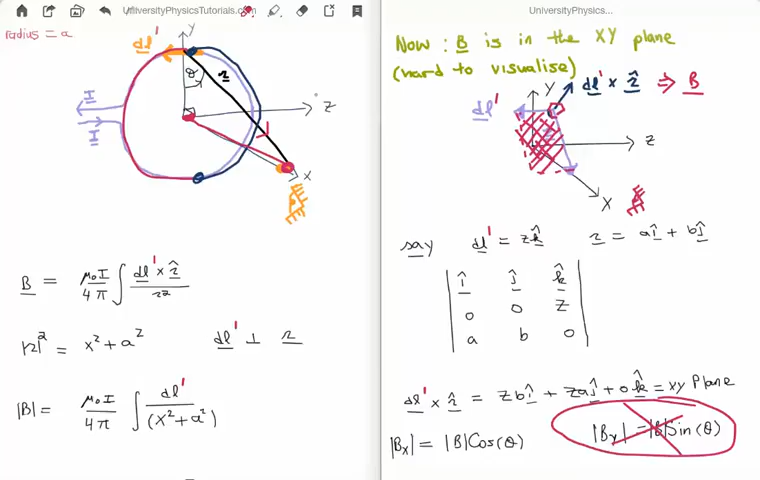 UniversityPhysicsTutorials.com
radius = a
dl'
Y
θ
r
Z
I
I
r
X
B = μ₀I/4π ∫ dl' × r̂/r²
|r|² = x² + a²
dl' ⊥ r
|B| = μ₀I/4π ∫ dl'/(x² + a²)
UniversityPhysics...
Now : B is in the XY plane
(hard to visualise)
dl' × r̂ ⇒ B
dl'
Y
Z
X
say dl' = zk̂ r = aî + bĵ
î ĵ k̂
0 0 z
a b 0
dl' × r̂ = zbî + zaĵ + 0k̂ = XY Plane
|Bₓ| = |B|Cos(θ)
|Bᵧ| = |B|Sin(θ)